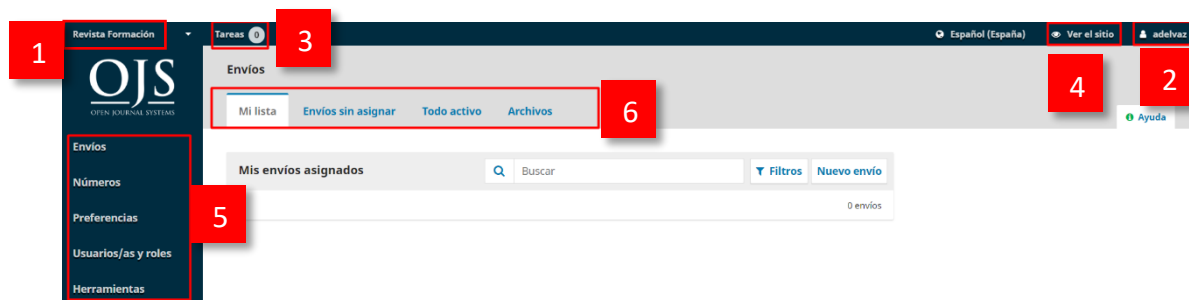 1
Revista Formación
Tareas 0
3
Español (España)
Ver el sitio
adelvaz
4
2
OJS
OPEN JOURNAL SYSTEMS
Envíos
Mi lista
Envíos sin asignar
Todo activo
Archivos
6
Ayuda
Envíos
Números
Preferencias
Usuarios/as y roles
Herramientas
5
Mis envíos asignados
Buscar
Filtros
Nuevo envío
0 envíos